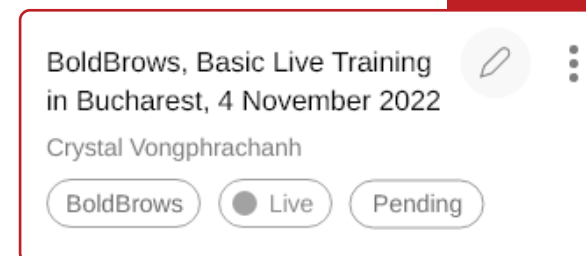 BoldBrows, Basic Live Training
in Bucharest, 4 November 2022
Crystal Vongphrachanh
BoldBrows Live Pending